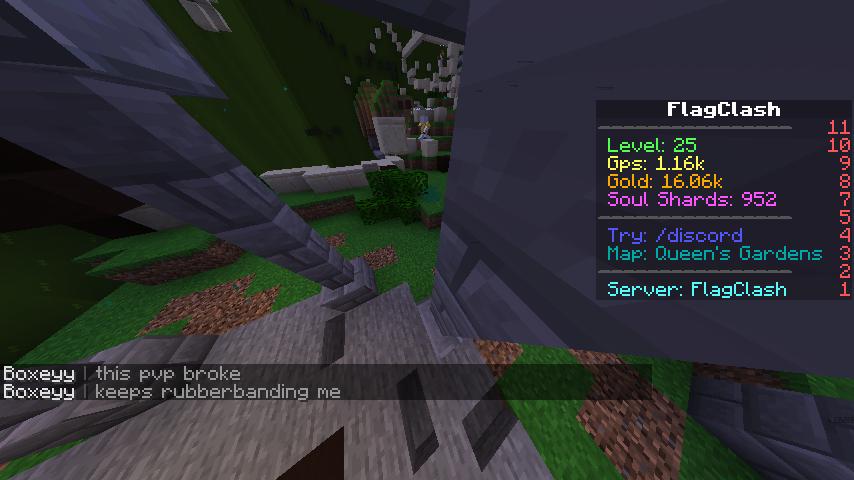 FlagClash
11
Level: 25 10
Gps: 1.16k 9
Gold: 16.06k 8
Soul Shards: 952 7
5
Try: /discord 4
Map: Queen's Gardens 3
2
Server: FlagClash 1
Boxeyy | this pvp broke
Boxeyy | keeps rubberbanding me